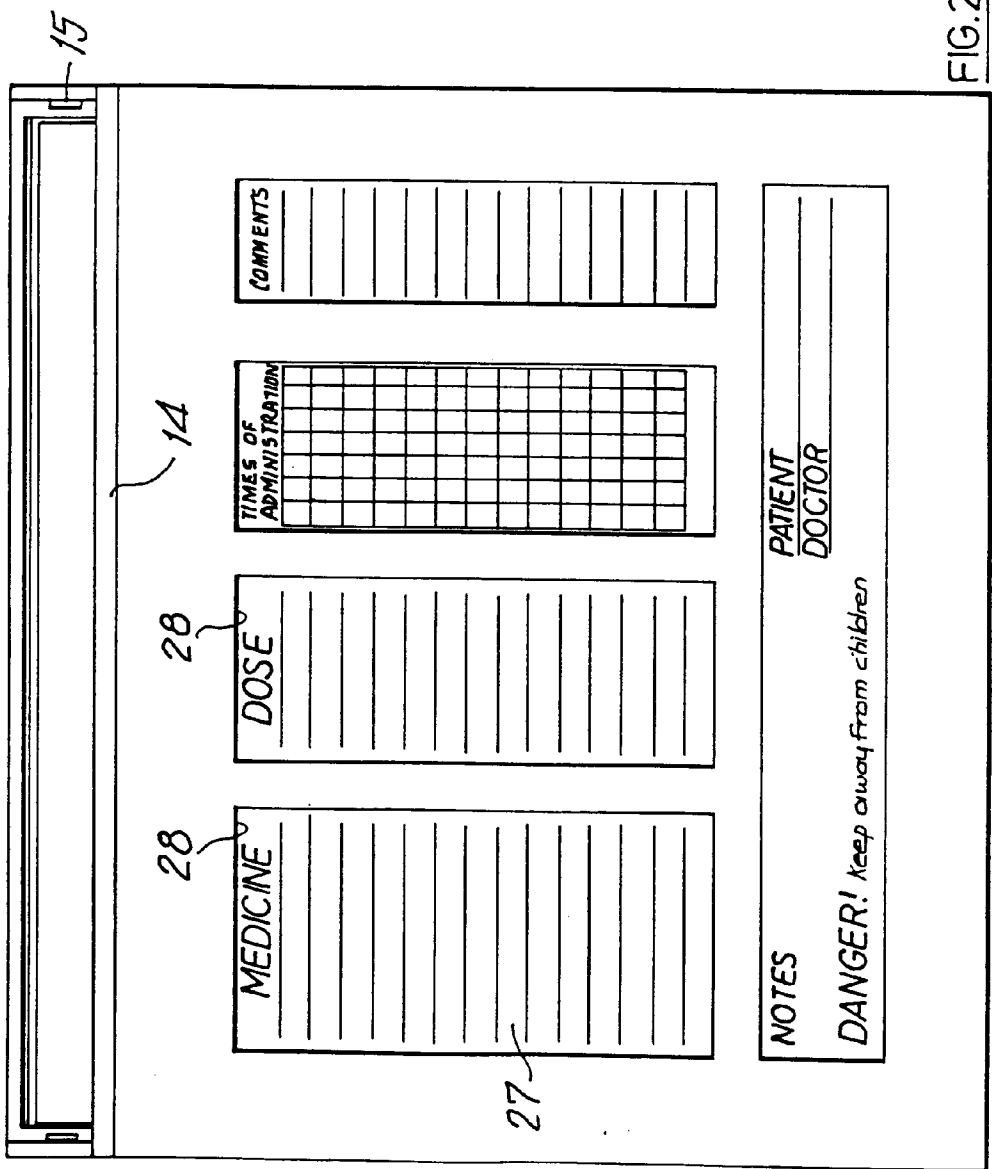 15
14
28
28
MEDICINE
DOSE
TIMES OF
ADMINISTRATION
COMMENTS
27
NOTES
PATIENT
DOCTOR
DANGER! Keep away from children
FIG.2